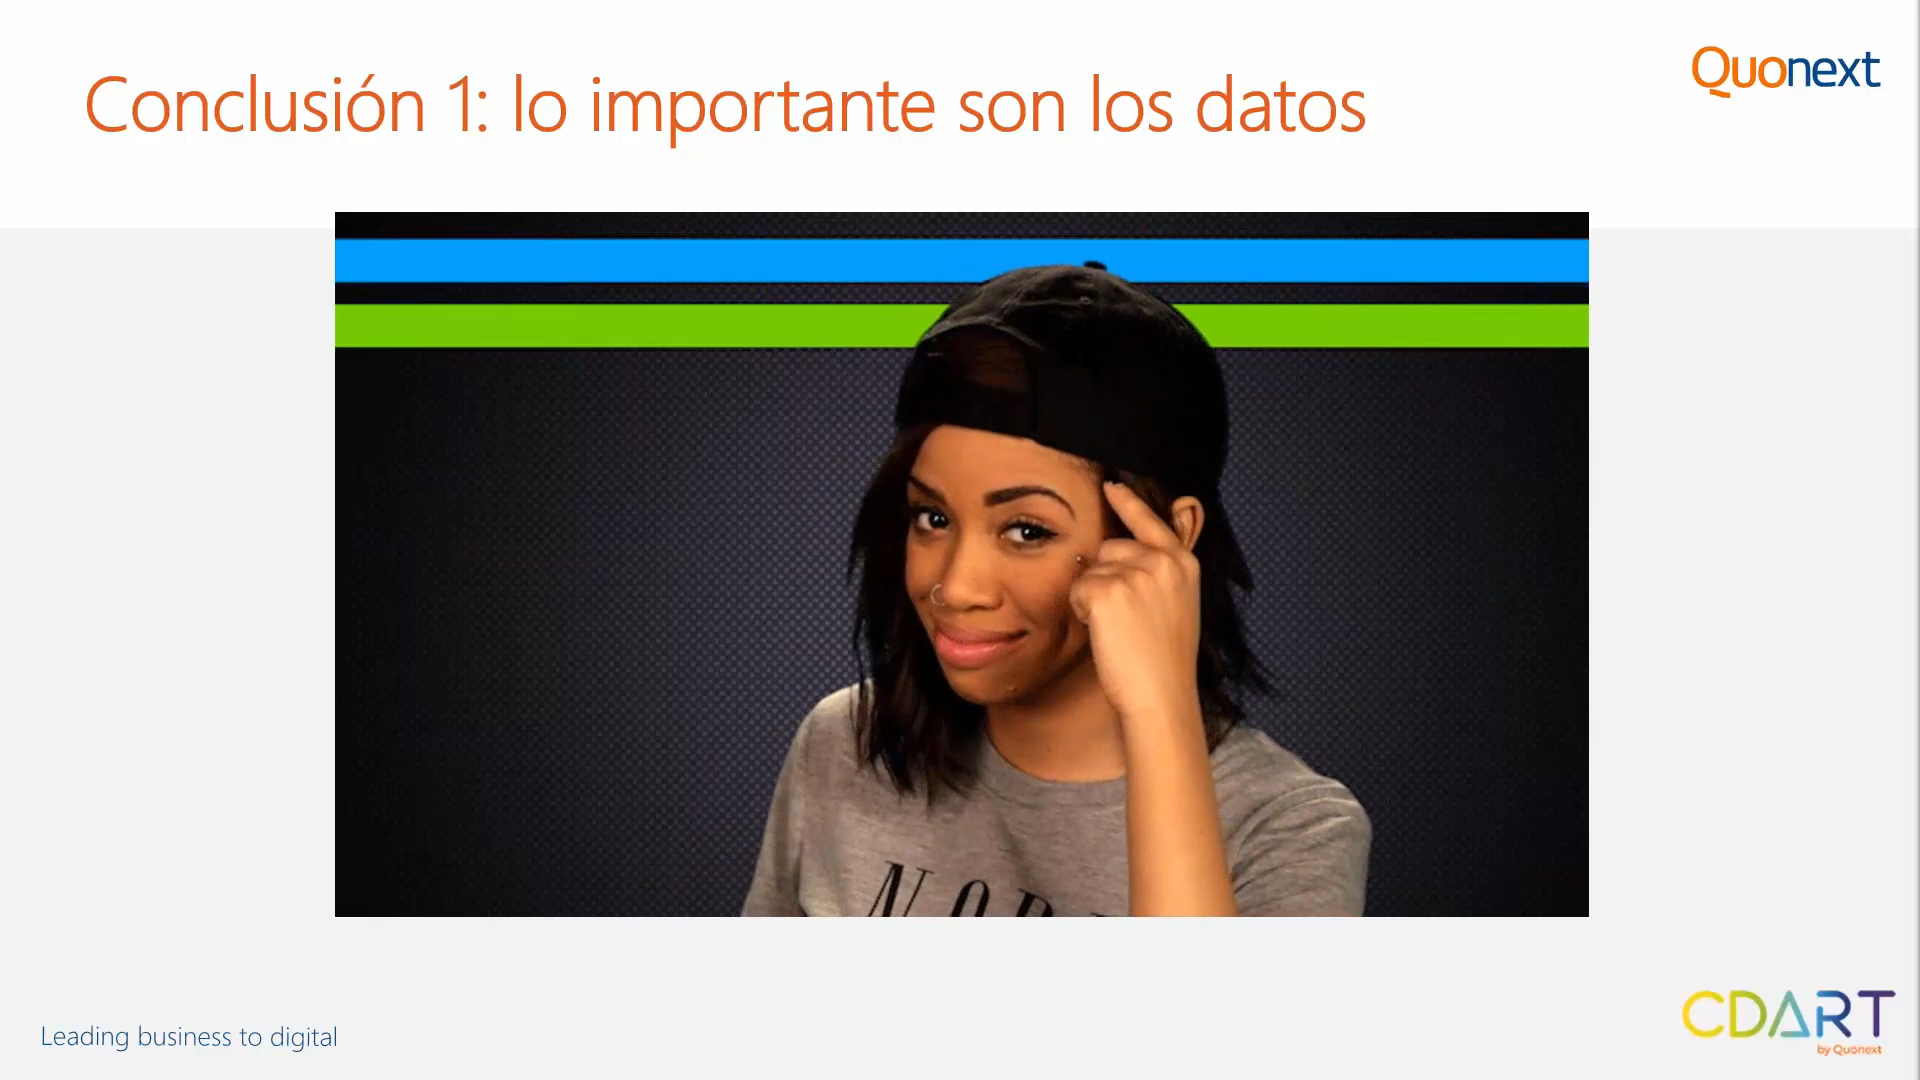 Conclusión 1: lo importante son los datos
Quonext
Leading business to digital
CDART
by Quonext